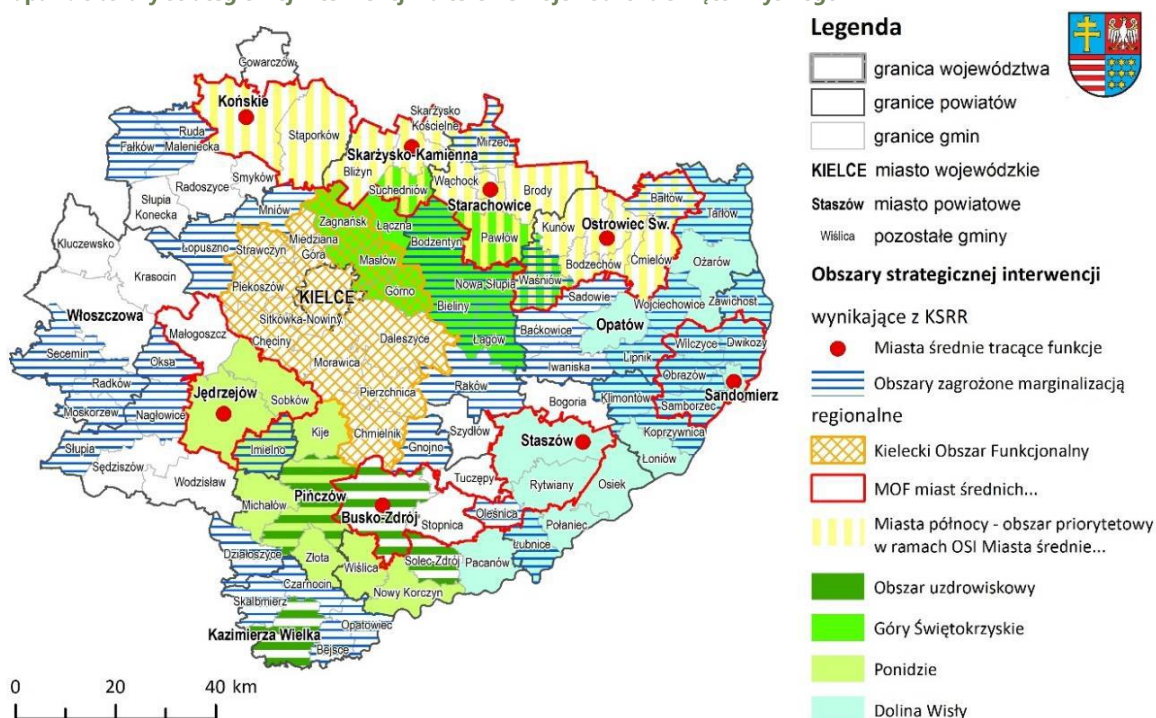 Legenda
granica województwa
granice powiatów
granice gmin
KIELCE miasto wojewódzkie
Staszów miasto powiatowe
Wiślica pozostałe gminy
Obszary strategicznej interwencji
wynikające z KSRR
Miasta średnie tracące funkcje
Obszary zagrożone marginalizacją
regionalne
Kielecki Obszar Funkcjonalny
MOF miast średnich...
Miasta północy - obszar priorytetowy
w ramach OSI Miasta średnie...
Obszar uzdrowiskowy
Góry Świętokrzyskie
Ponidzie
Dolina Wisły
Gowarczów
Końskie
Stąporków
Skarżysko
Kościelne
Ruda
Maleniecka
Fałków
Skarżysko-Kamienna
Mirzec
Bliżyn
Smyków
Radoszyce
Suchedniów
Wąchock
Brody
Starachowice
Słupia
Konecka
Mniów
Zagnańsk
Łączna
Bałtów
Tarłów
Kluczewsko
Łopuszno
Strawczyn
Miedziana
Góra
Bodzentyn
Pawłów
Kunów
Ostrowiec Św.
Masłów
Bodzechów
Ćmielów
Ożarów
Krasocin
Piekoszów
KIELCE
Górno
Nowa Słupia
Waśniów
Bieliny
Sadowie
Wojciechowice
Zawichost
Włoszczowa
Sitkówka-Nowiny
Małogoszcz
Chęciny
Daleszyce
Łagów
Baćkowice
Opatów
Wilczyce
Dwikozy
Secemin
Oksa
Morawica
Iwaniska
Lipnik
Obrazów
Radków
Pierzchnica
Raków
Sandomierz
Moskorzew
Nagłowice
Jędrzejów
Sobków
Bogoria
Klimontów
Samborzec
Chmielnik
Szydłów
Koprzywnica
Słupia
Imielno
Kije
Gnojno
Staszów
Łoniów
Sędziszów
Wodzisław
Tuczępy
Rytwiany
Osiek
Michałów
Pińczów
Busko-Zdrój
Stopnica
Oleśnica
Połaniec
Działoszyce
Złota
Wiślica
Solec-Zdrój
Pacanów
Łubnice
Czarnocin
Nowy Korczyn
Skalbmierz
Opatowiec
Kazimierza Wielka
Bejsce
0 20 40 km